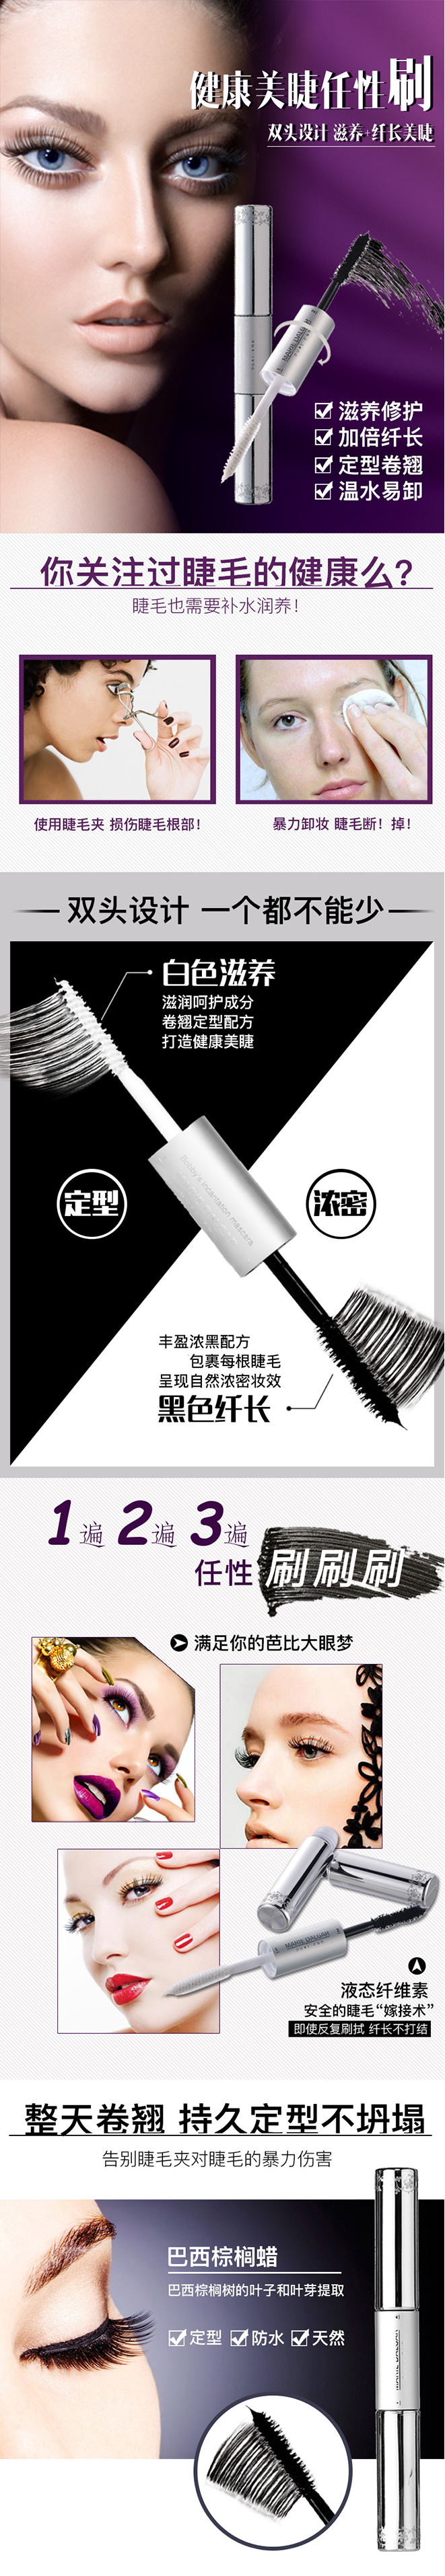 健康美睫任性刷
双头设计 滋养+纤长美睫
MARIE DALGAR
滋养修护
加倍纤长
定型卷翘
温水易卸
你关注过睫毛的健康么?
睫毛也需要补水润养!
使用睫毛夹 损伤睫毛根部!
暴力卸妆 睫毛断! 掉!
双头设计 一个都不能少
白色滋养
滋润呵护成分
卷翘定型配方
打造健康美睫
定型
浓密
丰盈浓黑配方
包裹每根睫毛
呈现自然浓密妆效
黑色纤长
1遍 2遍 3遍
任性 刷刷刷
满足你的芭比大眼梦
MARIE DALGAR
液态纤维素
安全的睫毛“嫁接术”
即使反复刷拭 纤长不打结
整天卷翘 持久定型不坍塌
告别睫毛夹对睫毛的暴力伤害
巴西棕榈蜡
巴西棕榈树的叶子和叶芽提取
定型 防水 天然
MARIE DALGAR